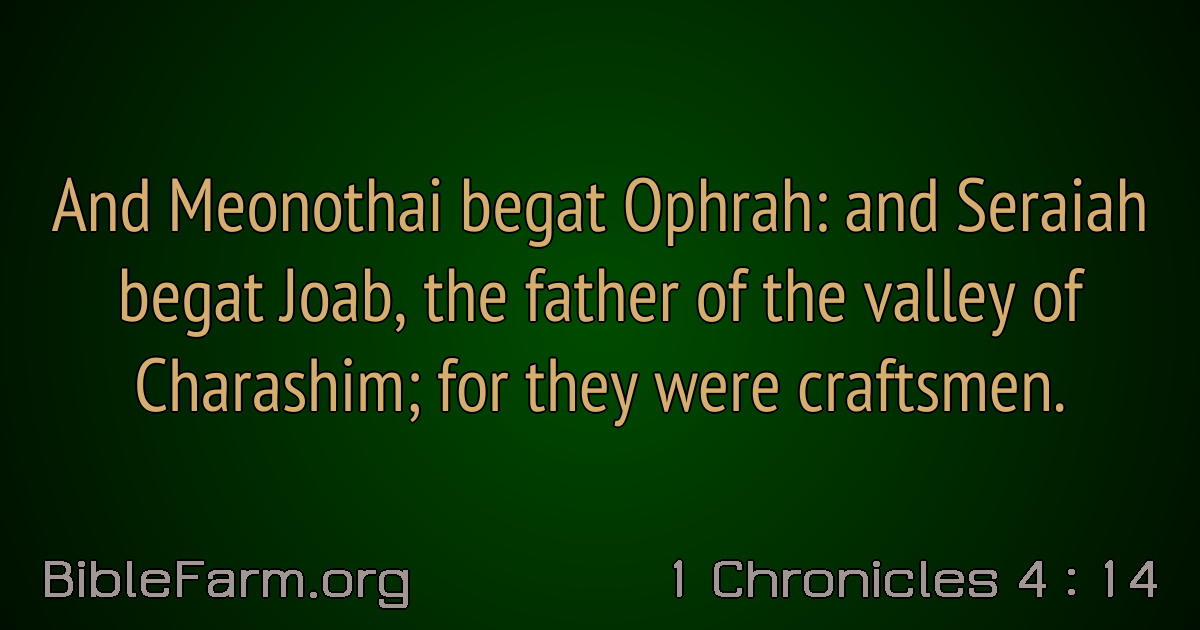 And Meonothai begat Ophrah: and Seraiah
begat Joab, the father of the valley of
Charashim; for they were craftsmen.
BibleFarm.org
1 Chronicles 4 : 14